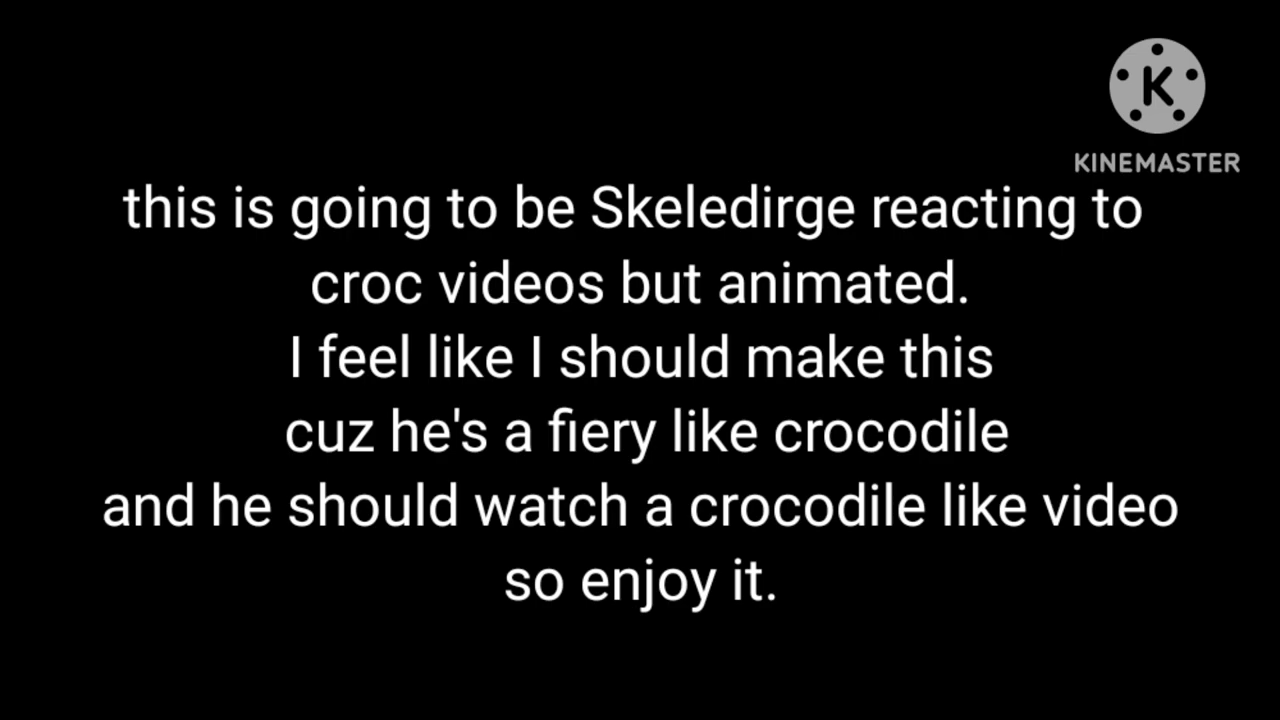 K
KINEMASTER
this is going to be Skeledirge reacting to
croc videos but animated.
I feel like I should make this
cuz he's a fiery like crocodile
and he should watch a crocodile like video
so enjoy it.